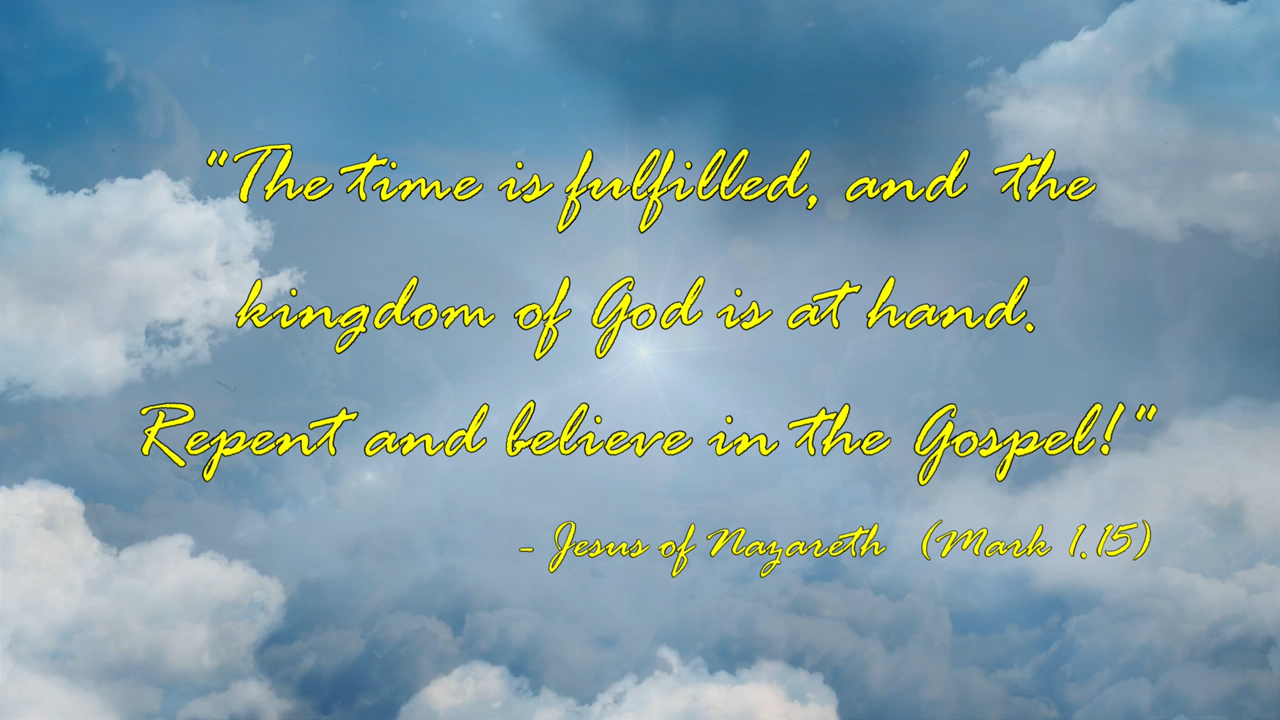 "The time is fulfilled, and the
kingdom of God is at hand.
Repent and believe in the Gospel!"
- Jesus of Nazareth (Mark 1.15)